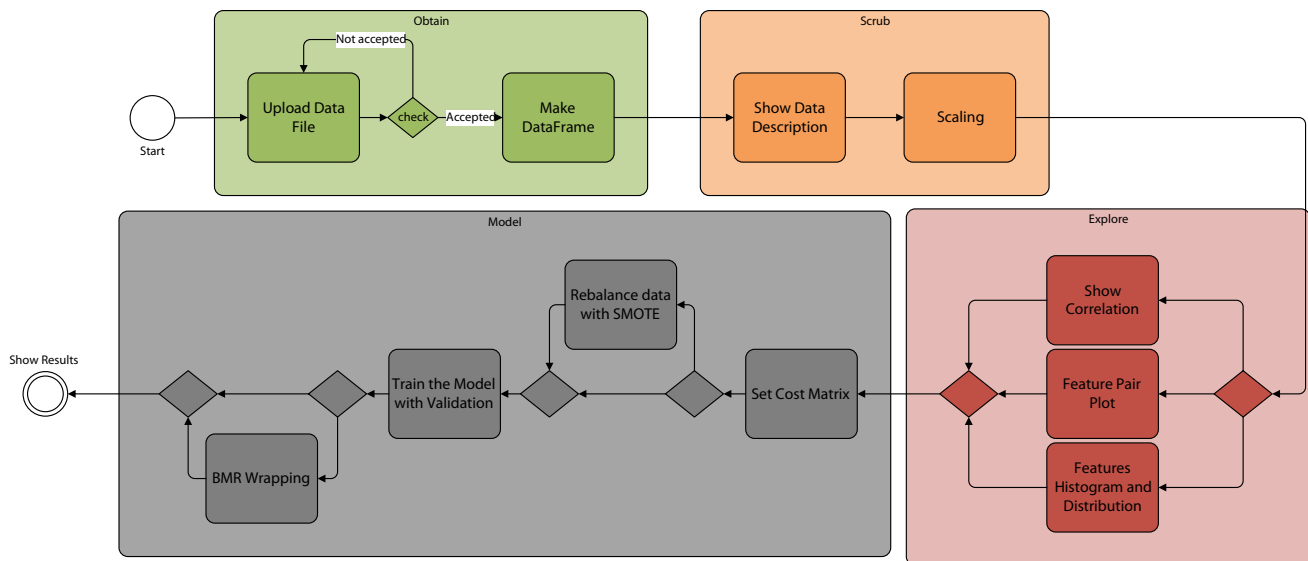 Obtain
Scrub
Not accepted
Upload Data
File
check
Accepted
Make
DataFrame
Show Data
Description
Scaling
Start
Model
Explore
Rebalance data
with SMOTE
Show
Correlation
Show Results
Train the Model
with Validation
Set Cost Matrix
Feature Pair
Plot
BMR Wrapping
Features
Histogram and
Distribution